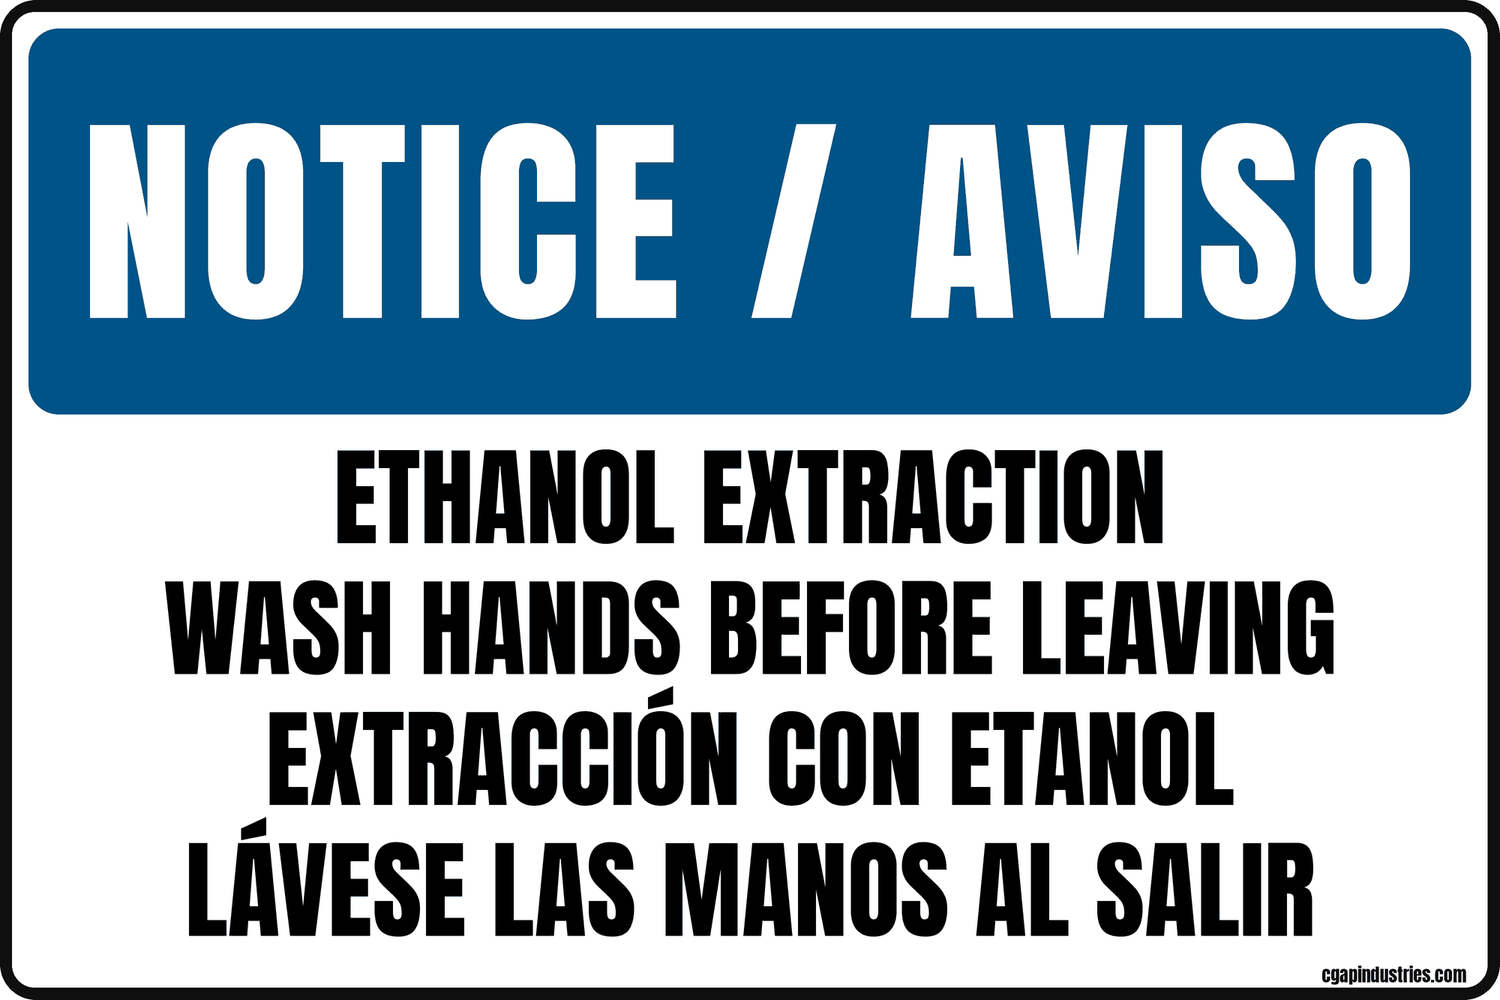 NOTICE / AVISO
ETHANOL EXTRACTION
WASH HANDS BEFORE LEAVING
EXTRACCIÓN CON ETANOL
LÁVESE LAS MANOS AL SALIR
cgapindustries.com